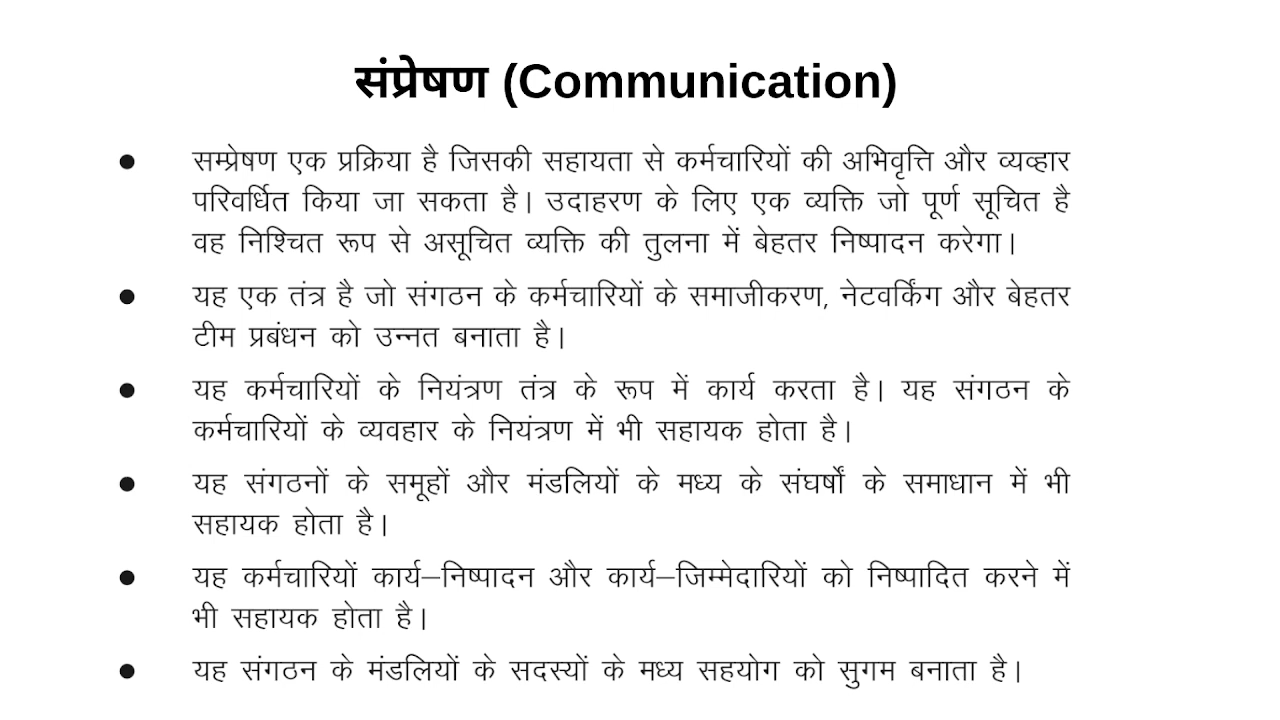 संप्रेषण (Communication)
● सम्प्रेषण एक प्रक्रिया है जिसकी सहायता से कर्मचारियों की अभिवृत्ति और व्यव्हार
परिवर्धित किया जा सकता है। उदाहरण के लिए एक व्यक्ति जो पूर्ण सूचित है
वह निश्चित रूप से असूचित व्यक्ति की तुलना में बेहतर निष्पादन करेगा।
● यह एक तंत्र है जो संगठन के कर्मचारियों के समाजीकरण, नेटवर्किंग और बेहतर
टीम प्रबंधन को उन्नत बनाता है।
● यह कर्मचारियों के नियंत्रण तंत्र के रूप में कार्य करता है। यह संगठन के
कर्मचारियों के व्यवहार के नियंत्रण में भी सहायक होता है।
● यह संगठनों के समूहों और मंडलियों के मध्य के संघर्षों के समाधान में भी
सहायक होता है।
● यह कर्मचारियों कार्य–निष्पादन और कार्य–जिम्मेदारियों को निष्पादित करने में
भी सहायक होता है।
● यह संगठन के मंडलियों के सदस्यों के मध्य सहयोग को सुगम बनाता है।